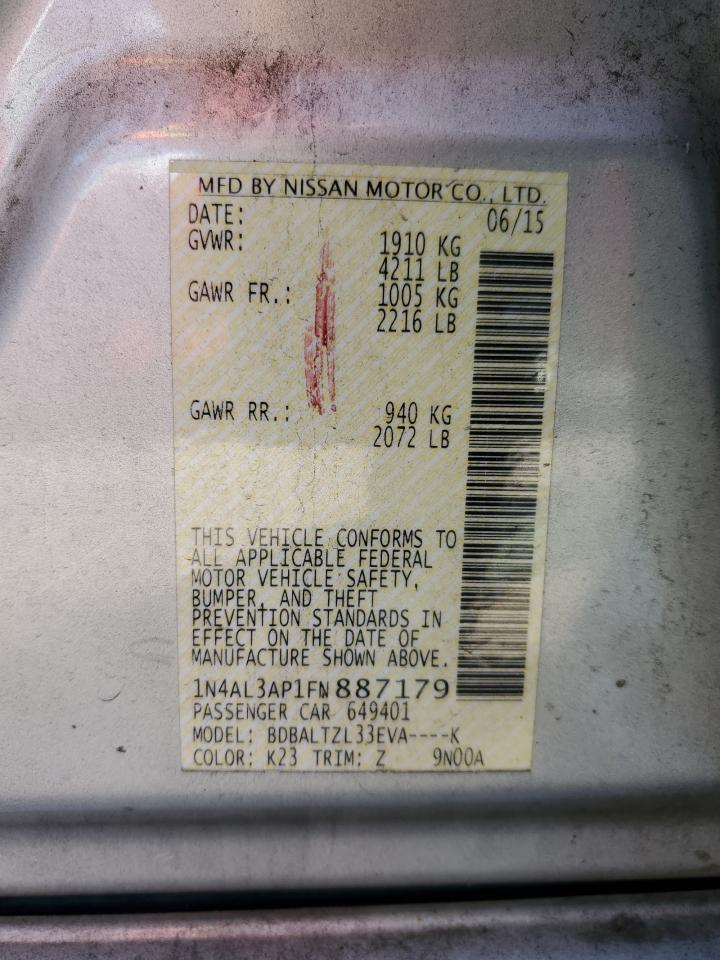 MFD BY NISSAN MOTOR CO., LTD.
DATE: 06/15
GVWR: 1910 KG
4211 LB
GAWR FR.: 1005 KG
2216 LB
GAWR RR.: 940 KG
2072 LB
THIS VEHICLE CONFORMS TO
ALL APPLICABLE FEDERAL
MOTOR VEHICLE SAFETY,
BUMPER, AND THEFT
PREVENTION STANDARDS IN
EFFECT ON THE DATE OF
MANUFACTURE SHOWN ABOVE.
1N4AL3AP1FN887179
PASSENGER CAR 649401
MODEL: BDBALTZL33EVA----K
COLOR: K23 TRIM: Z 9N00A